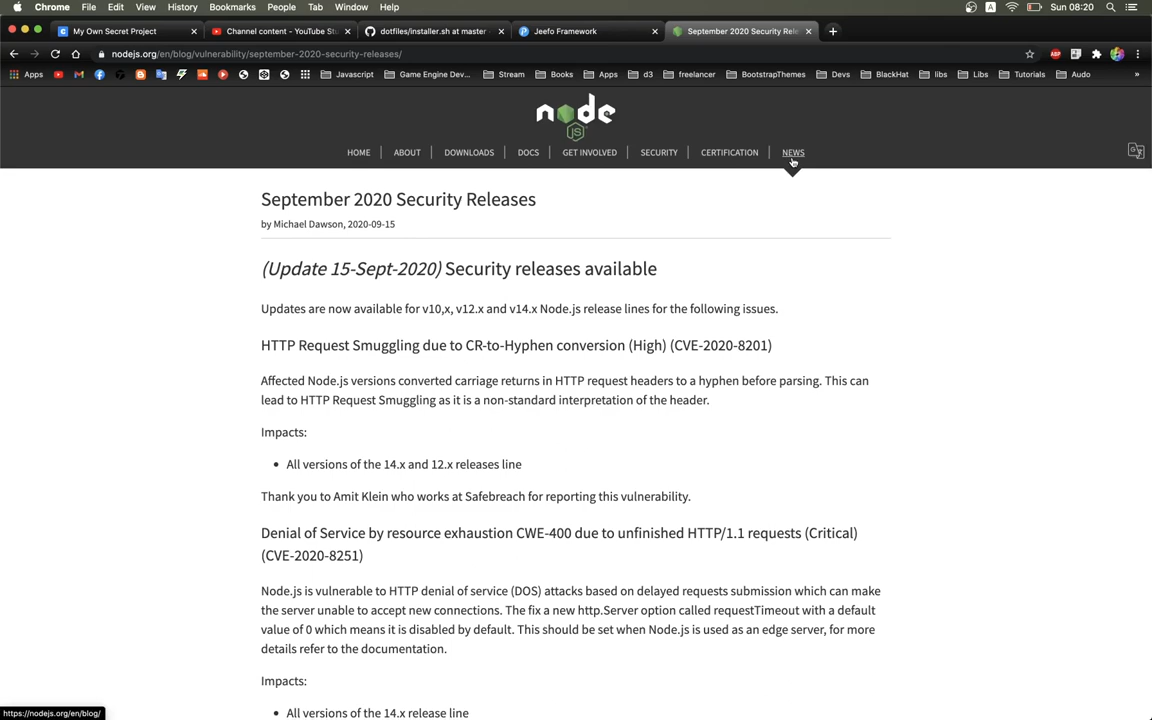 Chrome File Edit View History Bookmarks People Tab Window Help A Sun 08:20
My Own Secret Project Channel content - YouTube Stu dotfiles/installer.sh at master Jeefo Framework September 2020 Security Rele
nodejs.org/en/blog/vulnerability/september-2020-security-releases/ ABP
Apps Javascript Game Engine Dev... Stream Books Apps d3 freelancer BootstrapThemes Devs BlackHat libs Libs Tutorials Audo »
node
JS
HOME ABOUT DOWNLOADS DOCS GET INVOLVED SECURITY CERTIFICATION NEWS
September 2020 Security Releases
by Michael Dawson, 2020-09-15
(Update 15-Sept-2020) Security releases available
Updates are now available for v10,x, v12.x and v14.x Node.js release lines for the following issues.
HTTP Request Smuggling due to CR-to-Hyphen conversion (High) (CVE-2020-8201)
Affected Node.js versions converted carriage returns in HTTP request headers to a hyphen before parsing. This can
lead to HTTP Request Smuggling as it is a non-standard interpretation of the header.
Impacts:
• All versions of the 14.x and 12.x releases line
Thank you to Amit Klein who works at Safebreach for reporting this vulnerability.
Denial of Service by resource exhaustion CWE-400 due to unfinished HTTP/1.1 requests (Critical)
(CVE-2020-8251)
Node.js is vulnerable to HTTP denial of service (DOS) attacks based on delayed requests submission which can make
the server unable to accept new connections. The fix a new http.Server option called requestTimeout with a default
value of 0 which means it is disabled by default. This should be set when Node.js is used as an edge server, for more
details refer to the documentation.
Impacts:
• All versions of the 14.x release line
https://nodejs.org/en/blog/